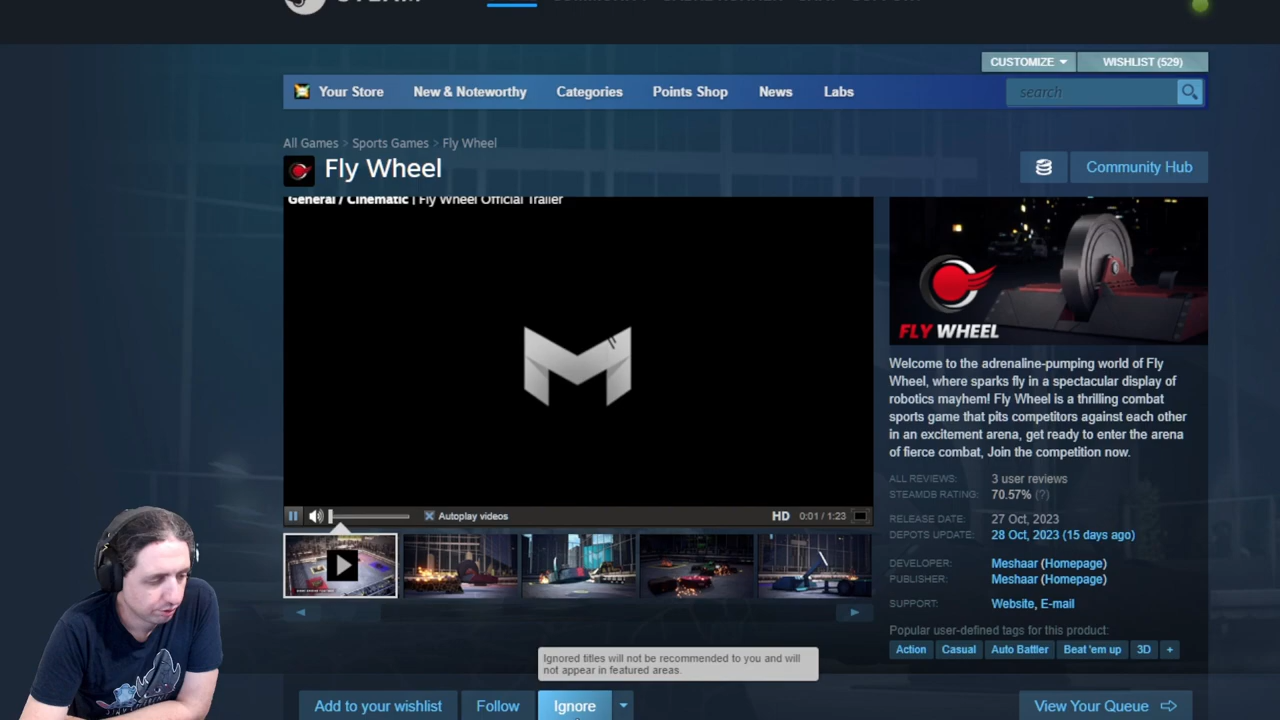 CUSTOMIZE
WISHLIST (529)
Your Store
New & Noteworthy
Categories
Points Shop
News
Labs
search
All Games > Sports Games > Fly Wheel
Fly Wheel
Community Hub
General / Cinematic | Fly Wheel Official Trailer
FLY WHEEL
Welcome to the adrenaline-pumping world of Fly
Wheel, where sparks fly in a spectacular display of
robotics mayhem! Fly Wheel is a thrilling combat
sports game that pits competitors against each other
in an excitement arena, get ready to enter the arena
of fierce combat, Join the competition now.
ALL REVIEWS: 3 user reviews
STEAMDB RATING: 70.57% (?)
RELEASE DATE: 27 Oct, 2023
DEPOTS UPDATE: 28 Oct, 2023 (15 days ago)
DEVELOPER: Meshaar (Homepage)
PUBLISHER: Meshaar (Homepage)
SUPPORT: Website, E-mail
Popular user-defined tags for this product:
Action Casual Auto Battler Beat 'em up 3D +
Autoplay videos
HD 0:01 / 1:23
Ignored titles will not be recommended to you and will
not appear in featured areas.
Add to your wishlist
Follow
Ignore
View Your Queue